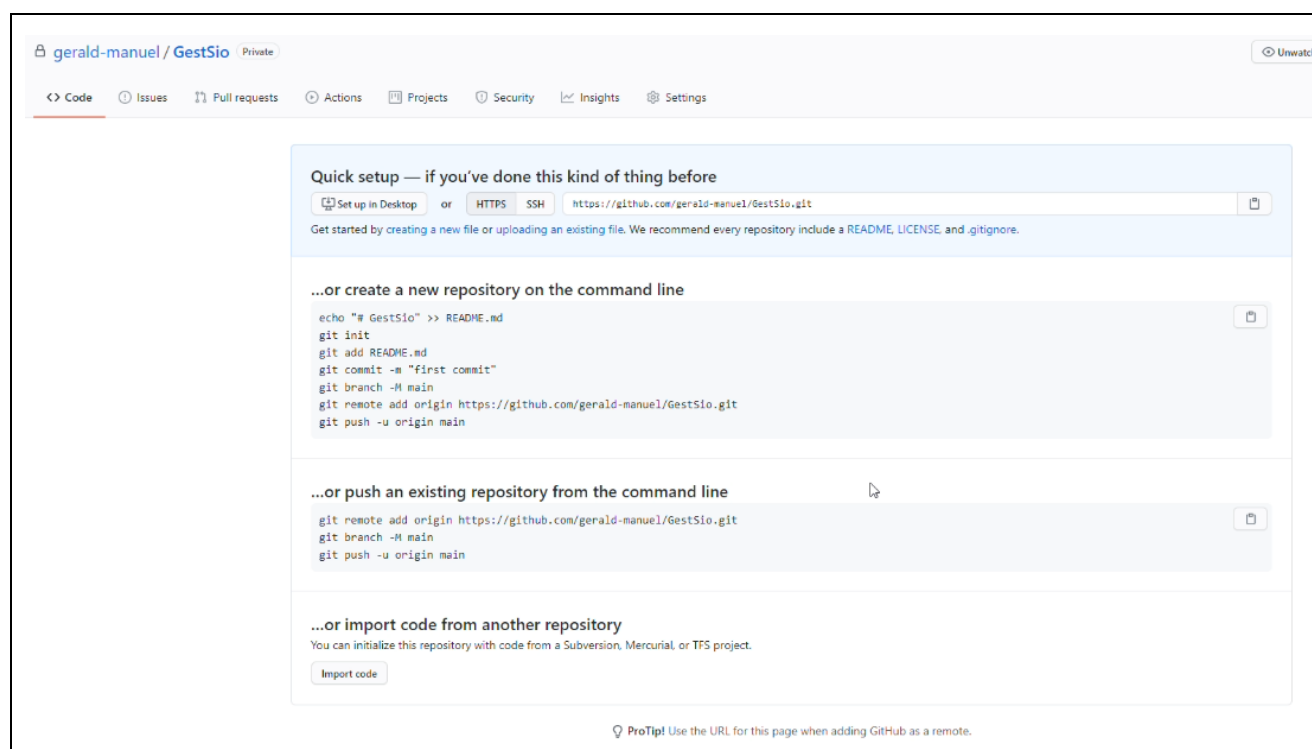 gerald-manuel / GestSio Private
Unwatc
<> Code Issues Pull requests Actions Projects Security Insights Settings
Quick setup — if you've done this kind of thing before
Set up in Desktop or HTTPS SSH https://github.com/gerald-manuel/GestSio.git
Get started by creating a new file or uploading an existing file. We recommend every repository include a README, LICENSE, and .gitignore.
...or create a new repository on the command line
echo "# GestSio" >> README.md
git init
git add README.md
git commit -m "first commit"
git branch -M main
git remote add origin https://github.com/gerald-manuel/GestSio.git
git push -u origin main
...or push an existing repository from the command line
git remote add origin https://github.com/gerald-manuel/GestSio.git
git branch -M main
git push -u origin main
...or import code from another repository
You can initialize this repository with code from a Subversion, Mercurial, or TFS project.
Import code
ProTip! Use the URL for this page when adding GitHub as a remote.